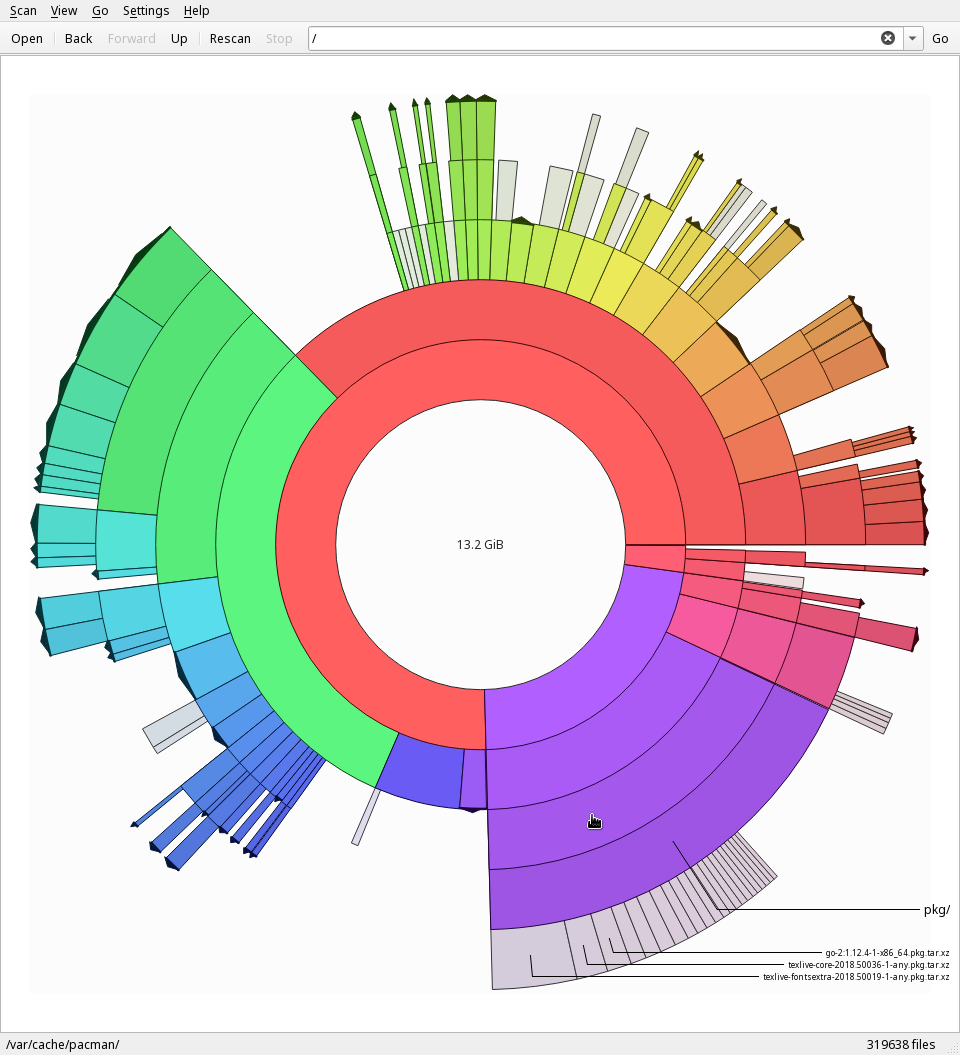 Scan View Go Settings Help
Open Back Forward Up Rescan Stop / Go
13.2 GiB
pkg/
go-2:1.12.4-1-x86_64.pkg.tar.xz
texlive-core-2018.50036-1-any.pkg.tar.xz
texlive-fontsextra-2018.50019-1-any.pkg.tar.xz
/var/cache/pacman/ 319638 files